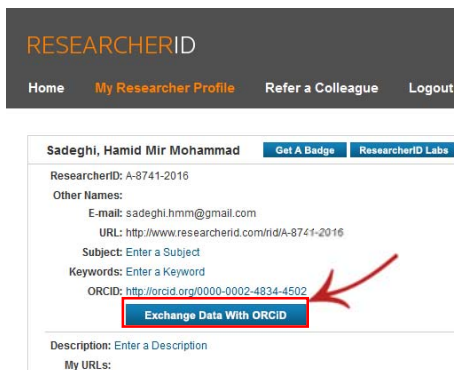 RESEARCHERID
Home My Researcher Profile Refer a Colleague Logout
Sadeghi, Hamid Mir Mohammad Get A Badge ResearcherID Labs
ResearcherID: A-8741-2016
Other Names:
E-mail: sadeghi.hmm@gmail.com
URL: http://www.researcherid.com/rid/A-8741-2016
Subject: Enter a Subject
Keywords: Enter a Keyword
ORCID: http://orcid.org/0000-0002-4834-4502
Exchange Data With ORCID
Description: Enter a Description
My URLs: